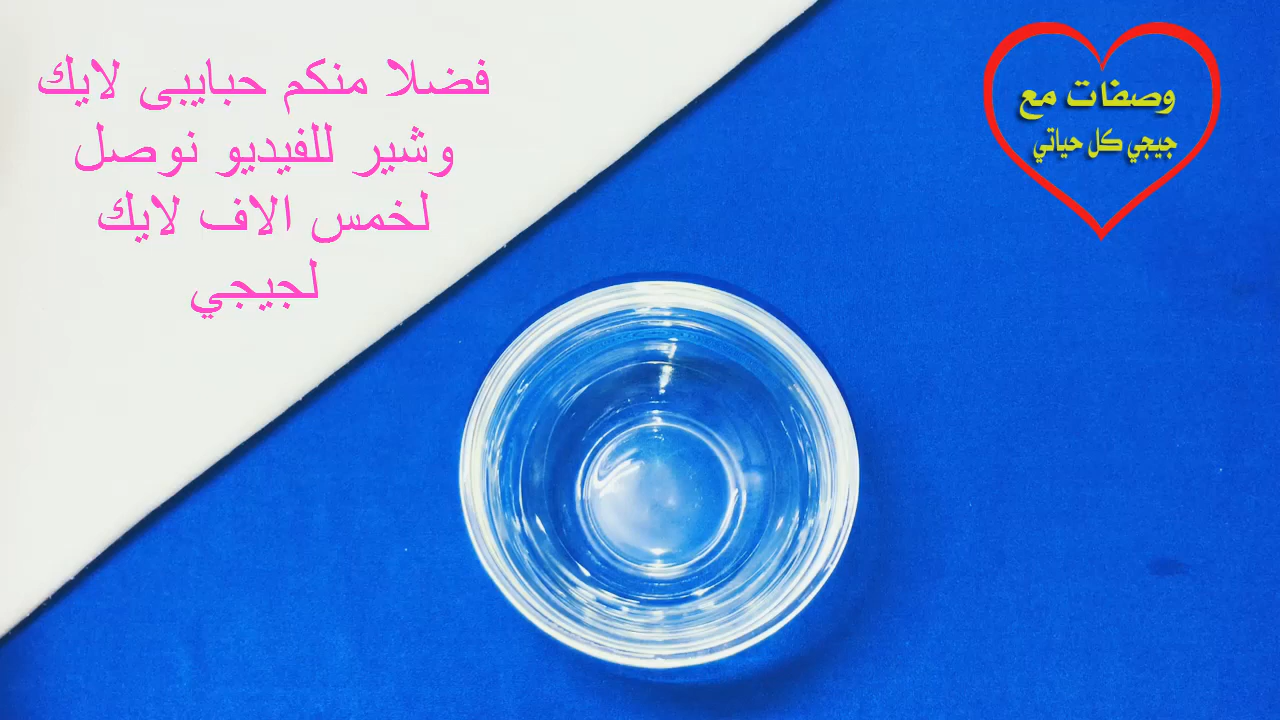 فضلا منكم حبايبى لايك
وشير للفيديو نوصل
لخمس الاف لايك
لجيجي
وصفات مع
جيجي كل حياتي